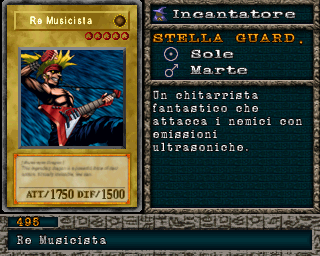 Re Musicista
ATT/1750 DIF/1500
Incantatore
STELLA GUARD.
Sole
Marte
Un chitarrista
fantastico che
attacca i nemici con
emissioni
ultrasoniche.
495
Re Musicista